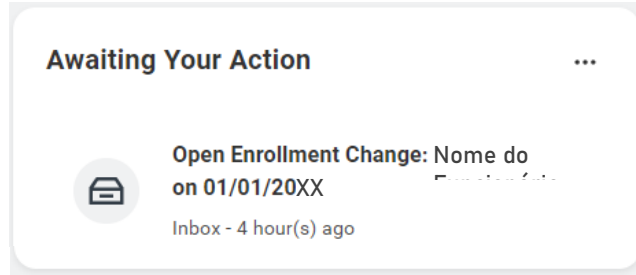 Awaiting Your Action
Open Enrollment Change: Nome do
on 01/01/20XX
Inbox - 4 hour(s) ago